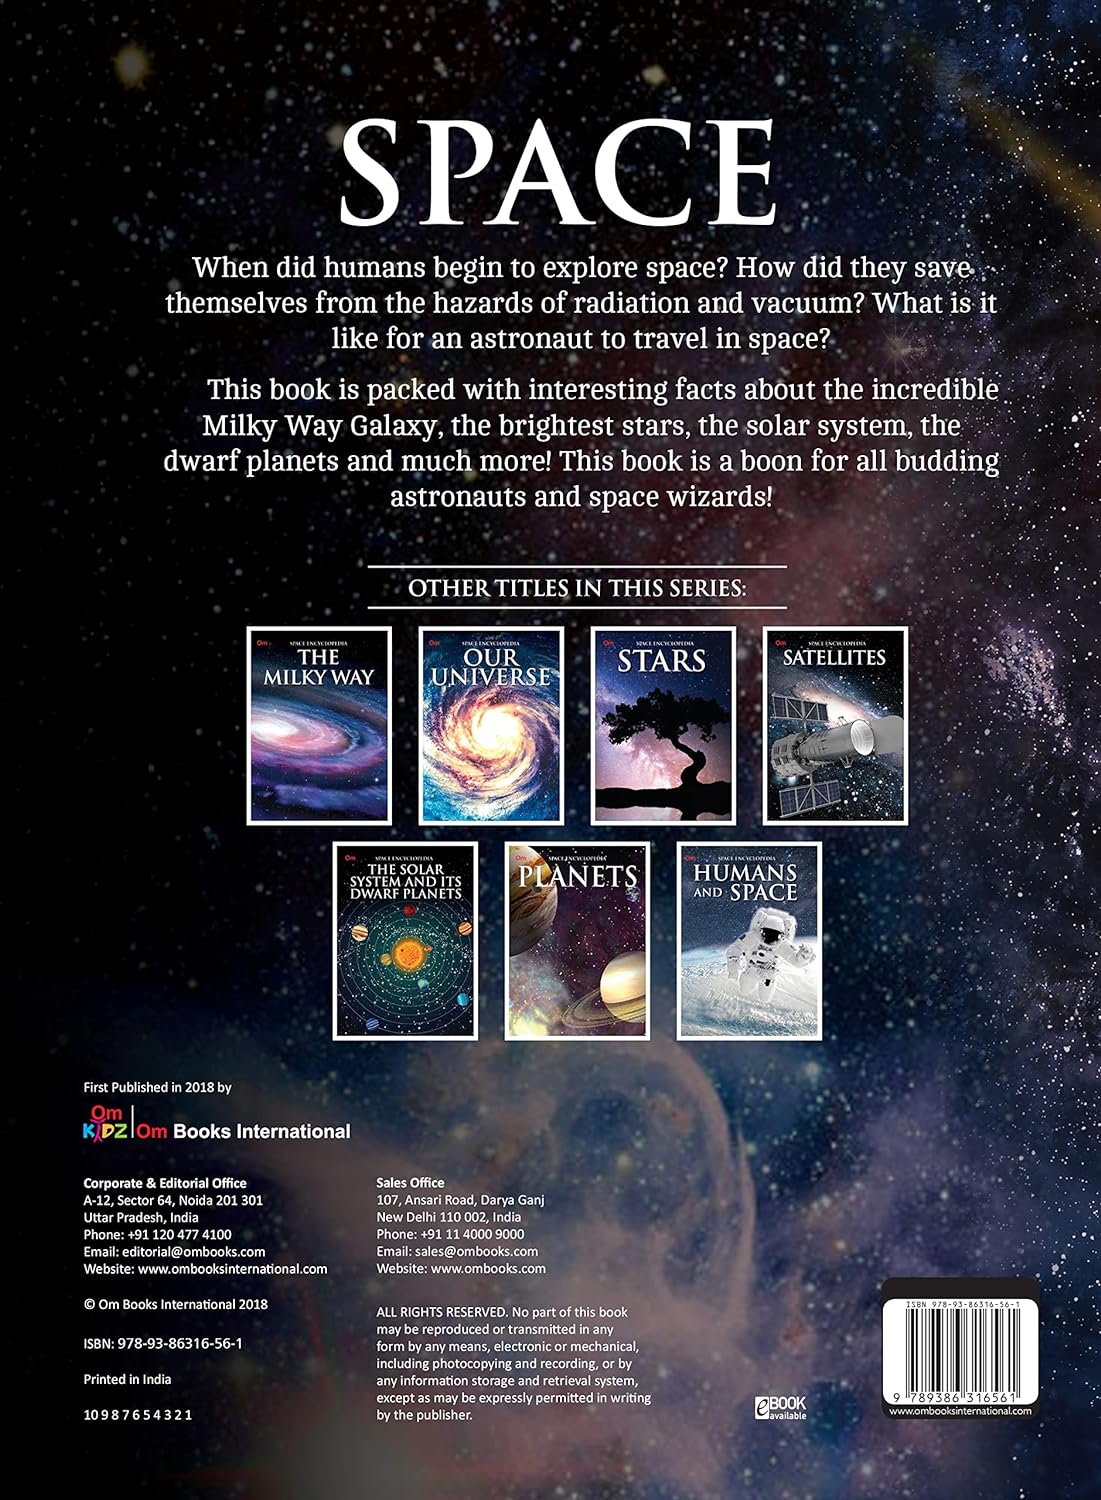 SPACE
When did humans begin to explore space? How did they save
themselves from the hazards of radiation and vacuum? What is it
like for an astronaut to travel in space?
This book is packed with interesting facts about the incredible
Milky Way Galaxy, the brightest stars, the solar system, the
dwarf planets and much more! This book is a boon for all budding
astronauts and space wizards!
OTHER TITLES IN THIS SERIES:
Om SPACE ENCYCLOPEDIA
THE
MILKY WAY
Om SPACE ENCYCLOPEDIA
OUR
UNIVERSE
Om SPACE ENCYCLOPEDIA
STARS
Om SPACE ENCYCLOPEDIA
SATELLITES
Om SPACE ENCYCLOPEDIA
THE SOLAR
SYSTEM AND ITS
DWARF PLANETS
Om SPACE ENCYCLOPEDIA
PLANETS
Om SPACE ENCYCLOPEDIA
HUMANS
AND SPACE
First Published in 2018 by
Om
KiDZ Om Books International
Corporate & Editorial Office
A-12, Sector 64, Noida 201 301
Uttar Pradesh, India
Phone: +91 120 477 4100
Email: editorial@ombooks.com
Website: www.ombooksinternational.com
© Om Books International 2018
ISBN: 978-93-86316-56-1
Printed in India
10 9 8 7 6 5 4 3 2 1
Sales Office
107, Ansari Road, Darya Ganj
New Delhi 110 002, India
Phone: +91 11 4000 9000
Email: sales@ombooks.com
Website: www.ombooks.com
ALL RIGHTS RESERVED. No part of this book
may be reproduced or transmitted in any
form by any means, electronic or mechanical,
including photocopying and recording, or by
any information storage and retrieval system,
except as may be expressly permitted in writing
by the publisher.
eBOOK
available
ISBN 978-93-86316-56-1
9 789386 316561
www.ombooksinternational.com